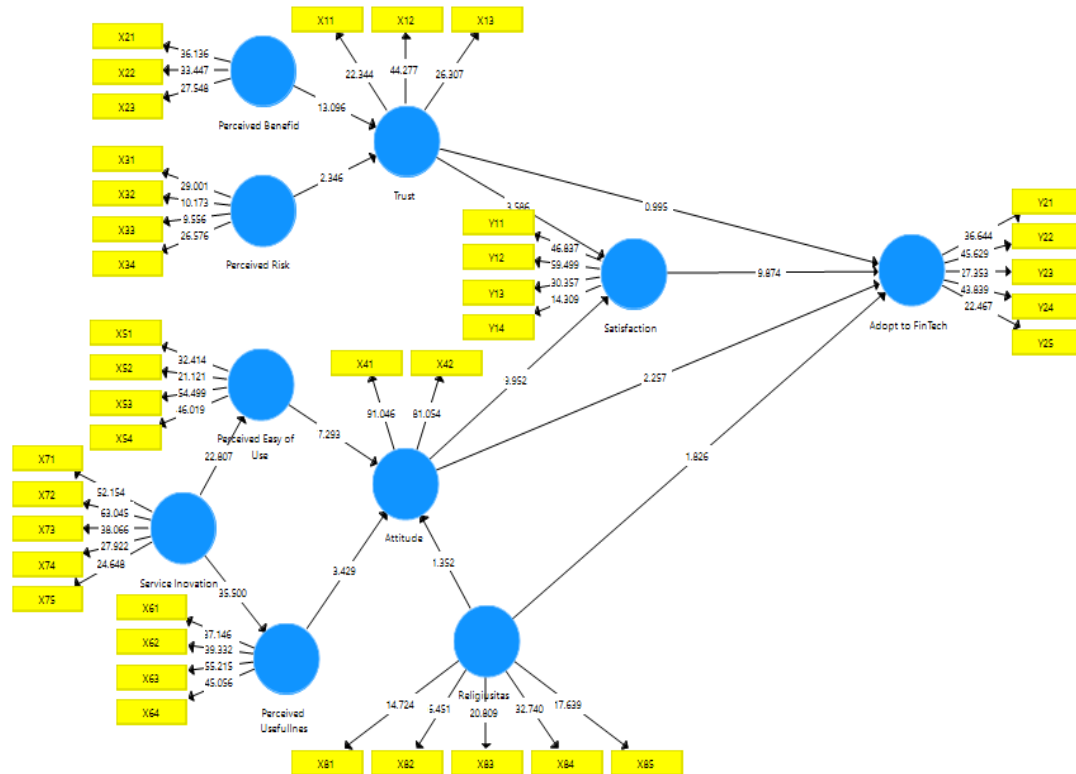 X11
X12
X13
X21
X22
X23
36.136
33.447
27.548
22.344
44.277
26.307
Perceived Benefid
13.096
X31
X32
X33
X34
29.001
10.173
9.556
26.576
2.346
Trust
Perceived Risk
3.586
0.995
Y11
Y12
Y13
Y14
46.837
59.499
30.357
14.309
Satisfaction
9.874
Y21
Y22
Y23
Y24
Y25
36.644
45.629
27.353
43.839
22.467
Adopt to FinTech
X51
X52
X53
X54
32.414
21.121
54.499
46.019
Perceived Easy of
Use
X41
X42
91.046
81.054
3.952
2.257
7.293
22.807
1.826
X71
X72
X73
X74
X75
52.154
63.045
38.066
27.922
24.648
Attitude
Service Inovation
3.429
1.352
35.500
X61
X62
X63
X64
37.146
39.332
55.215
45.056
Perceived
Usefullnes
Religiusitas
14.724
20.809
32.740
17.639
X81
X82
X83
X84
X85